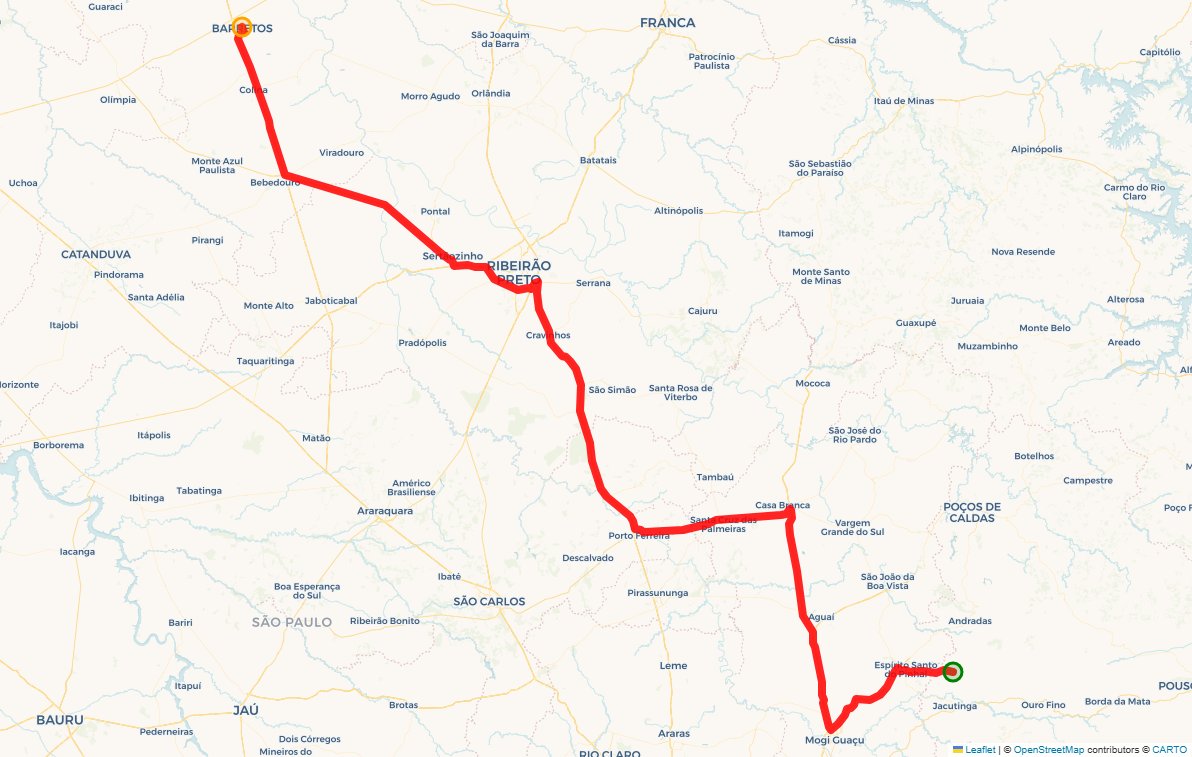 Guaraci
BARRETOS
FRANCA
São Joaquim
da Barra
Cássia
Capitólio
Patrocínio
Paulista
Colina
Olímpia
Morro Agudo
Orlândia
Itaú de Minas
Viradouro
Alpinópolis
Monte Azul
Paulista
Batatais
São Sebastião
do Paraíso
Uchoa
Bebedouro
Carmo do Rio
Claro
Pontal
Altinópolis
Itamogi
Pirangi
CATANDUVA
Sertãozinho
Nova Resende
RIBEIRÃO
PRETO
Pindorama
Serrana
Monte Santo
de Minas
Santa Adélia
Monte Alto
Jaboticabal
Cajuru
Juruaia
Alterosa
Itajobi
Guaxupé
Monte Belo
Cravinhos
Pradópolis
Muzambinho
Areado
Taquaritinga
Alf
Horizonte
São Simão
Santa Rosa de
Viterbo
Mococa
Borborema
Itápolis
Matão
São José do
Rio Pardo
Botelhos
M
Tambaú
Américo
Brasiliense
Campestre
Ibitinga
Tabatinga
Araraquara
Casa Branca
POÇOS DE
CALDAS
Poço F
Santa Cruz das
Palmeiras
Vargem
Grande do Sul
Iacanga
Porto Ferreira
Descalvado
Ibaté
São João da
Boa Vista
Boa Esperança
do Sul
SÃO CARLOS
Pirassununga
Bariri
SÃO PAULO
Ribeirão Bonito
Aguaí
Andradas
Leme
Espírito Santo
do Pinhal
Itapuí
POUSO
JAÚ
Brotas
Jacutinga
Ouro Fino
Borda da Mata
BAURU
Pederneiras
Dois Córregos
Araras
Mogi Guaçu
Mineiros do
RIO CLARO
Leaflet | © OpenStreetMap contributors © CARTO